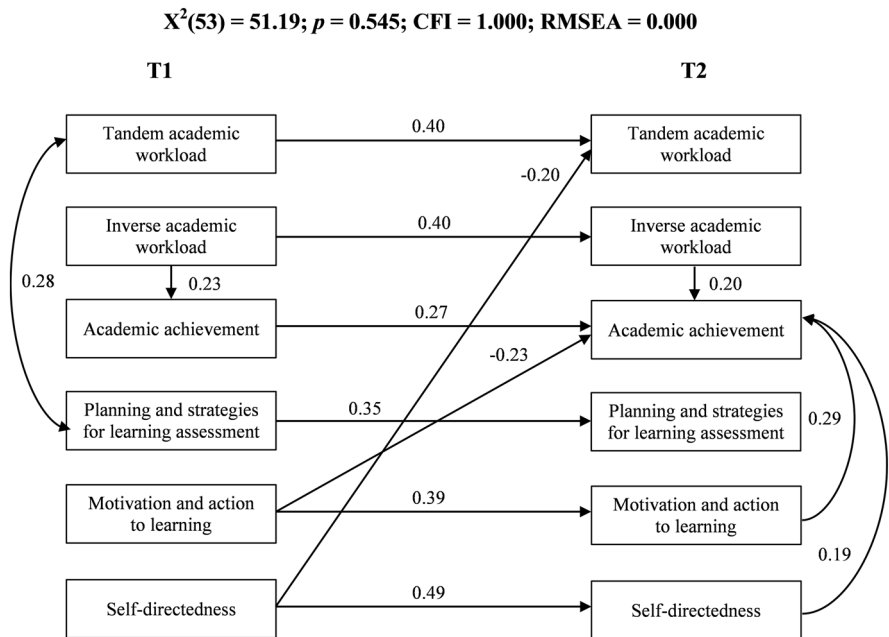 X²(53) = 51.19; p = 0.545; CFI = 1.000; RMSEA = 0.000
T1
T2
Tandem academic
workload
0.40
Tandem academic
workload
-0.20
Inverse academic
workload
0.40
Inverse academic
workload
0.28
0.23
0.20
Academic achievement
0.27
Academic achievement
-0.23
Planning and strategies
for learning assessment
0.35
Planning and strategies
for learning assessment
0.29
Motivation and action
to learning
0.39
Motivation and action
to learning
0.19
Self-directedness
0.49
Self-directedness